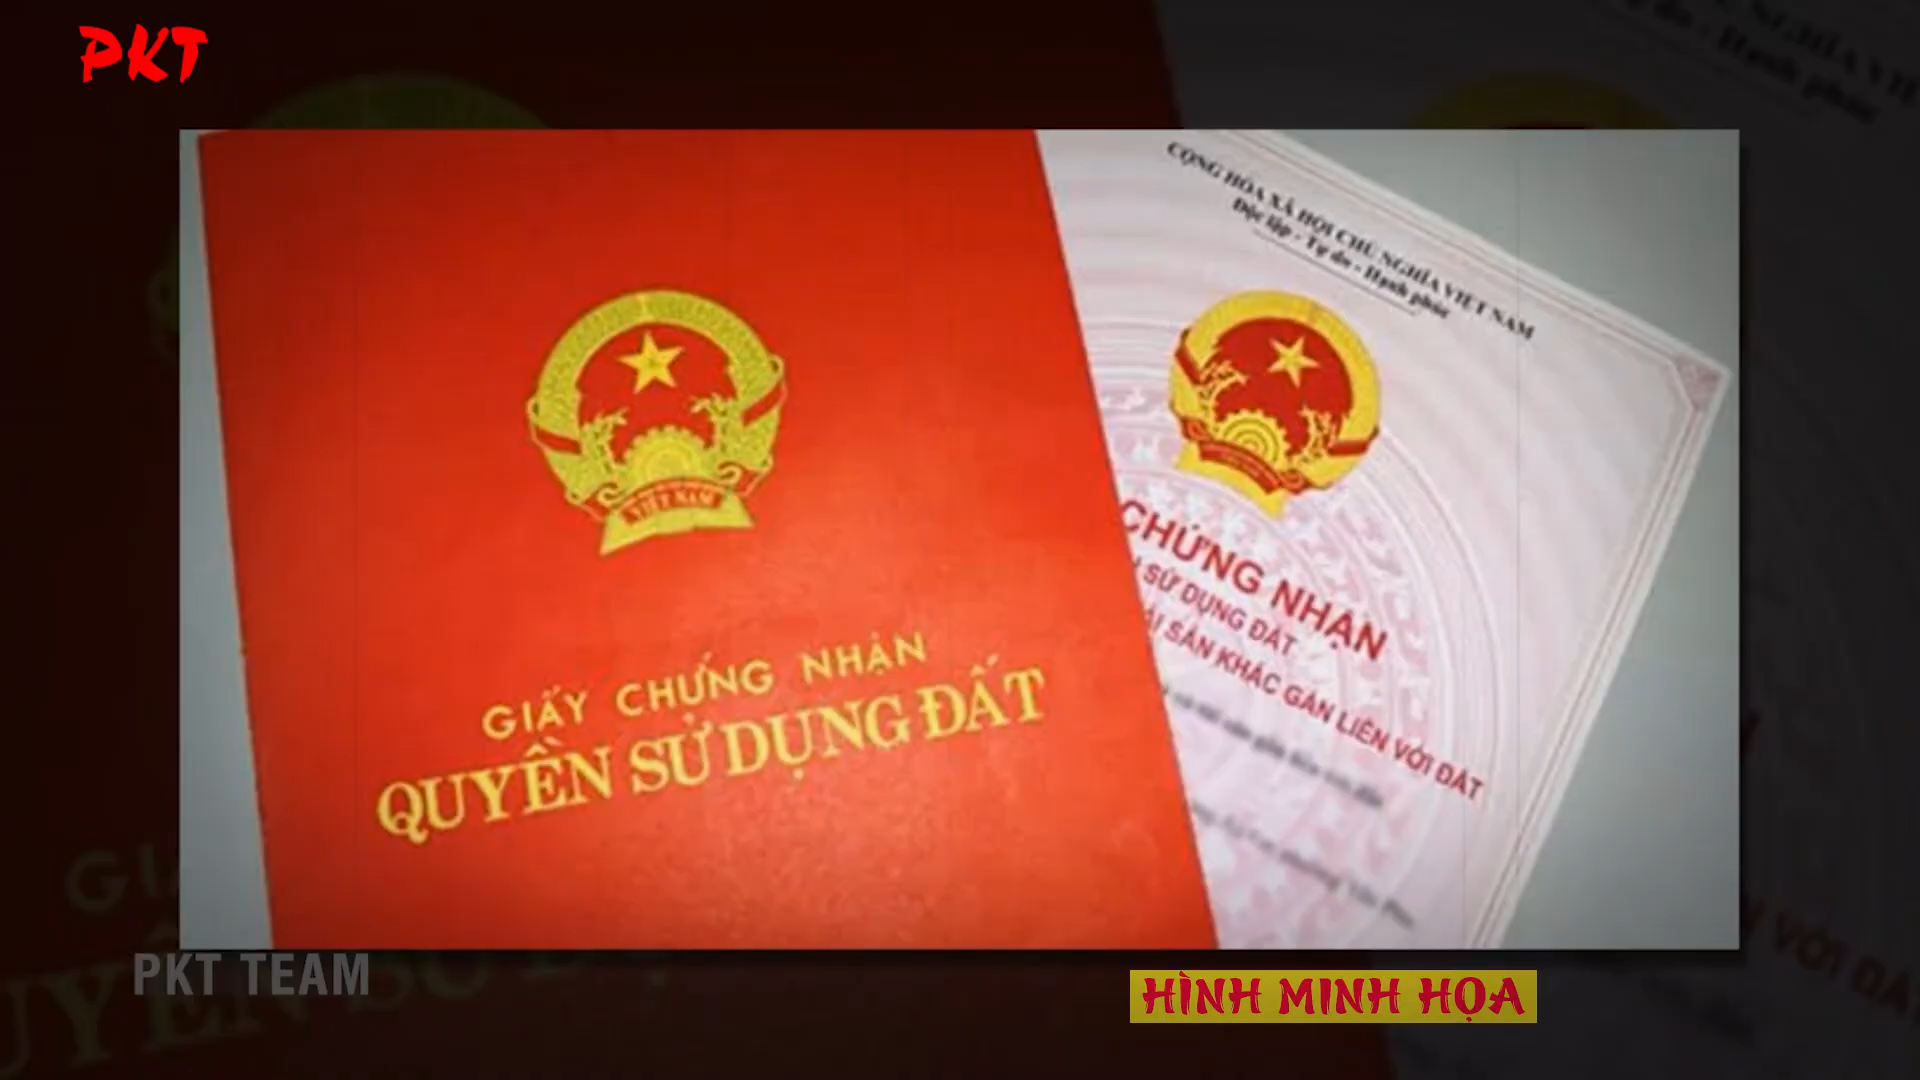 PKT
CỘNG HÒA XÃ HỘI CHỦ NGHĨA VIỆT NAM
Độc lập - Tự do - Hạnh phúc
VIỆT NAM
GIẤY CHỨNG NHẬN
QUYỀN SỬ DỤNG ĐẤT
CHỨNG NHẬN
SỬ DỤNG ĐẤT
SẢN KHÁC GẮN LIỀN VỚI ĐẤT
PKT TEAM
HÌNH MINH HỌA